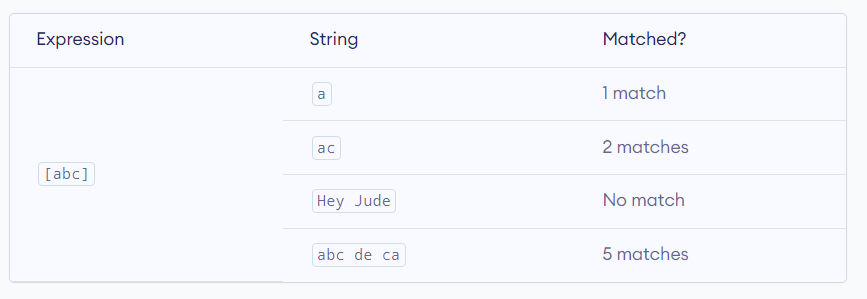 Expression String Matched?
a 1 match
ac 2 matches
[abc]
Hey Jude No match
abc de ca 5 matches